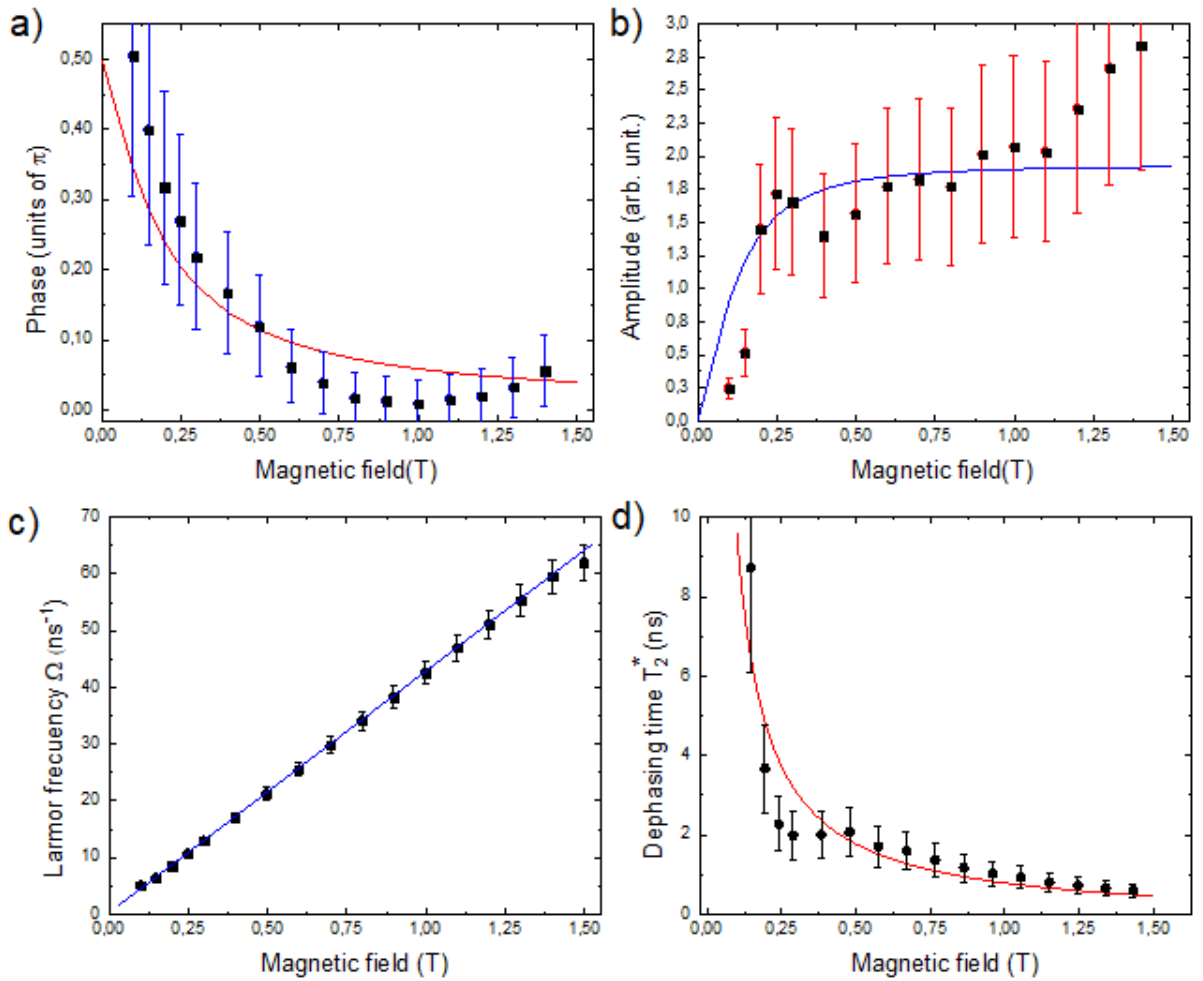 a)
0,50
0,40
0,30
0,20
0,10
0,00
Phase (units of π)
0,00 0,25 0,50 0,75 1,00 1,25 1,50
Magnetic field(T)
b)
3,0
2,8
2,5
2,3
2,0
1,8
1,5
1,3
1,0
0,8
0,5
0,3
0,0
Amplitude (arb. unit.)
0,00 0,25 0,50 0,75 1,00 1,25 1,50
Magnetic field(T)
c)
70
60
50
40
30
20
10
0
Larmor frecuency Ω (ns⁻¹)
0,00 0,25 0,50 0,75 1,00 1,25 1,50
Magnetic field (T)
d)
10
8
6
4
2
0
Dephasing time T₂* (ns)
0,00 0,25 0,50 0,75 1,00 1,25 1,50
Magnetic field (T)